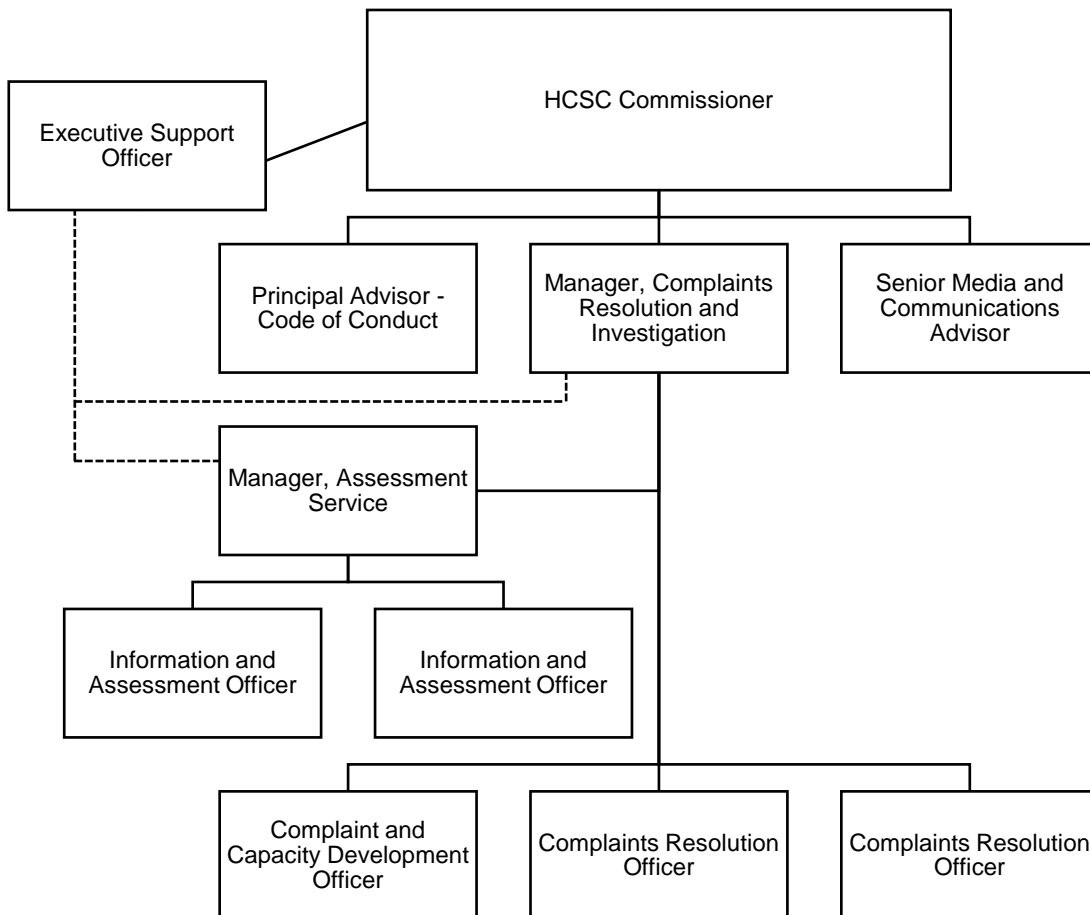 HCSC Commissioner
Executive Support
Officer
Principal Advisor -
Code of Conduct
Manager, Complaints
Resolution and
Investigation
Senior Media and
Communications
Advisor
Manager, Assessment
Service
Information and
Assessment Officer
Information and
Assessment Officer
Complaint and
Capacity Development
Officer
Complaints Resolution
Officer
Complaints Resolution
Officer